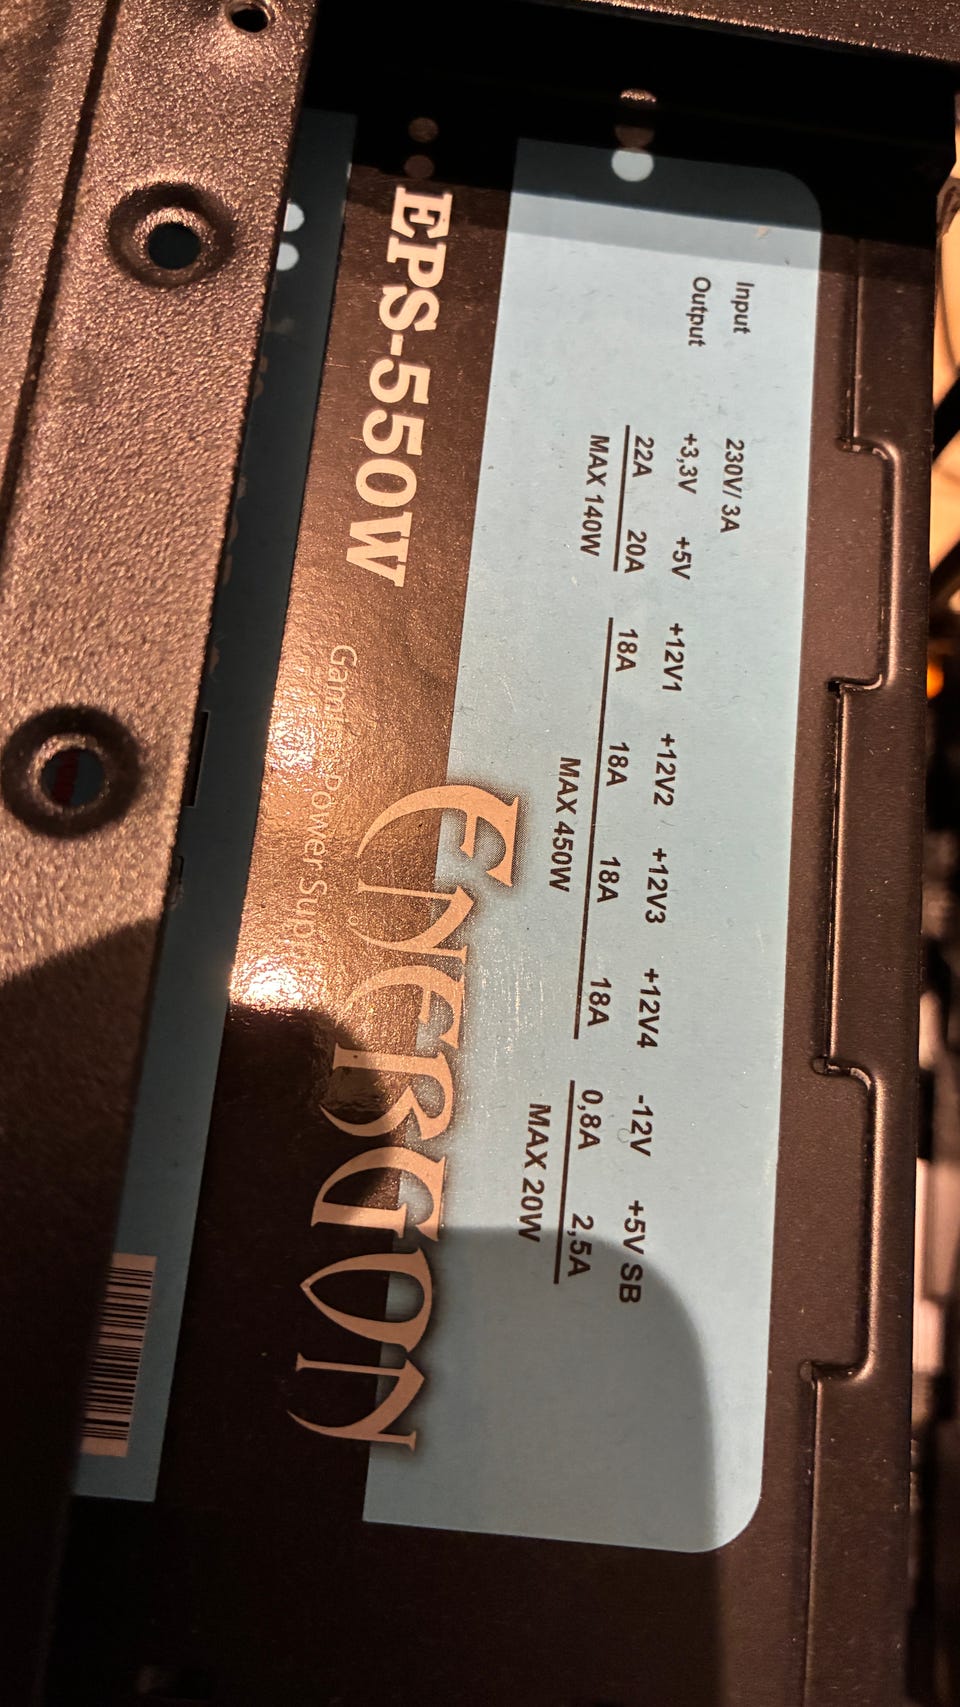 Input 230V/ 3A
Output +3,3V +5V +12V1 +12V2 +12V3 +12V4 -12V +5V SB
22A 20A 18A 18A 18A 18A 0,8A 2,5A
MAX 140W MAX 450W MAX 20W
ENERGON
EPS-550W
Power